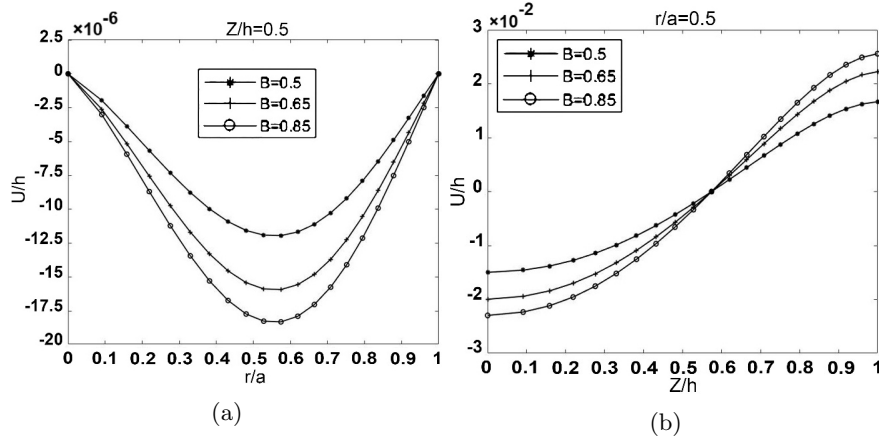 ×10⁻⁶
Z/h=0.5
2.5
0
-2.5
-5
-7.5
-10
-12.5
-15
-17.5
-20
U/h
B=0.5
B=0.65
B=0.85
0 0.1 0.2 0.3 0.4 0.5 0.6 0.7 0.8 0.9 1
r/a
(a)
×10⁻²
r/a=0.5
3
2
1
0
-1
-2
-3
U/h
B=0.5
B=0.65
B=0.85
0 0.1 0.2 0.3 0.4 0.5 0.6 0.7 0.8 0.9 1
Z/h
(b)